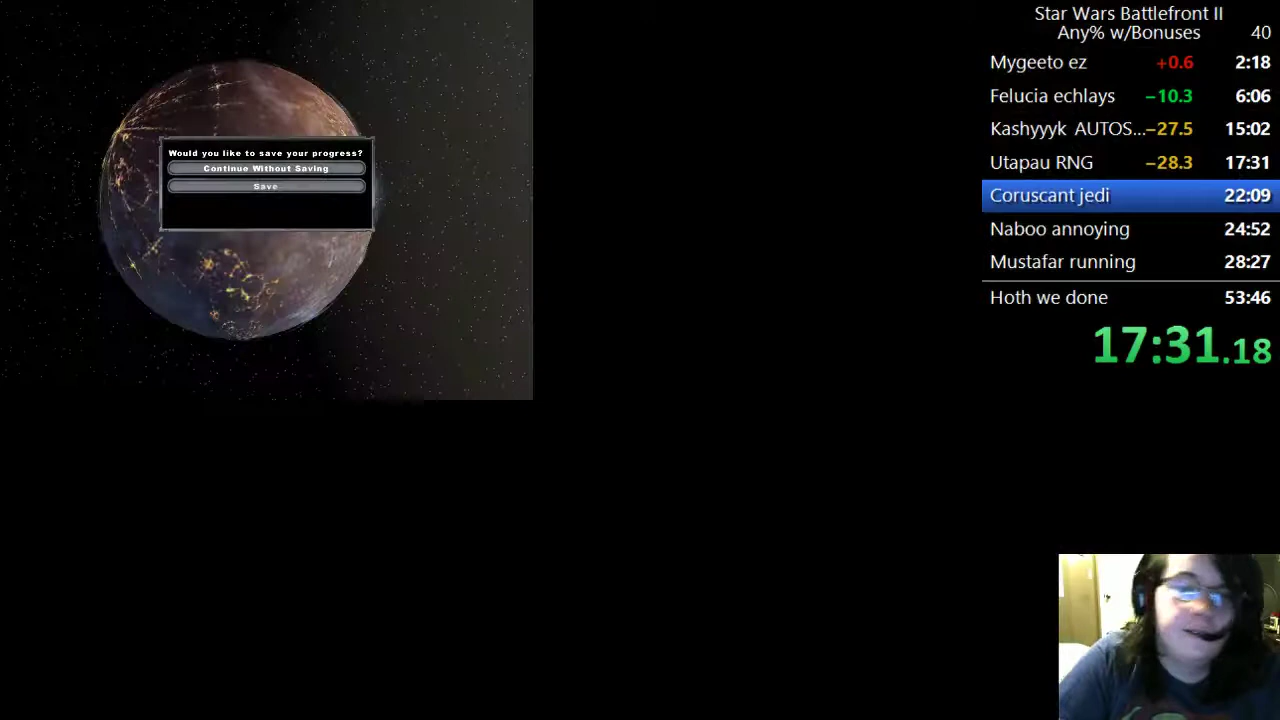 Star Wars Battlefront II
Any% w/Bonuses 40
Mygeeto ez +0.6 2:18
Felucia echlays −10.3 6:06
Kashyyyk AUTOS... −27.5 15:02
Utapau RNG −28.3 17:31
Coruscant jedi 22:09
Naboo annoying 24:52
Mustafar running 28:27
Hoth we done 53:46
17:31.18
Would you like to save your progress?
Continue Without Saving
Save